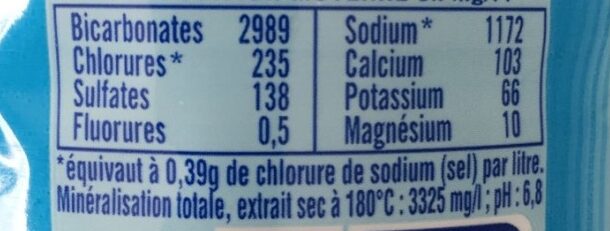 Bicarbonates 2989 Sodium* 1172
Chlorures* 235 Calcium 103
Sulfates 138 Potassium 66
Fluorures 0,5 Magnésium 10
*équivaut à 0,39g de chlorure de sodium (sel) par litre.
Minéralisation totale, extrait sec à 180°C : 3325 mg/l ; pH : 6,8